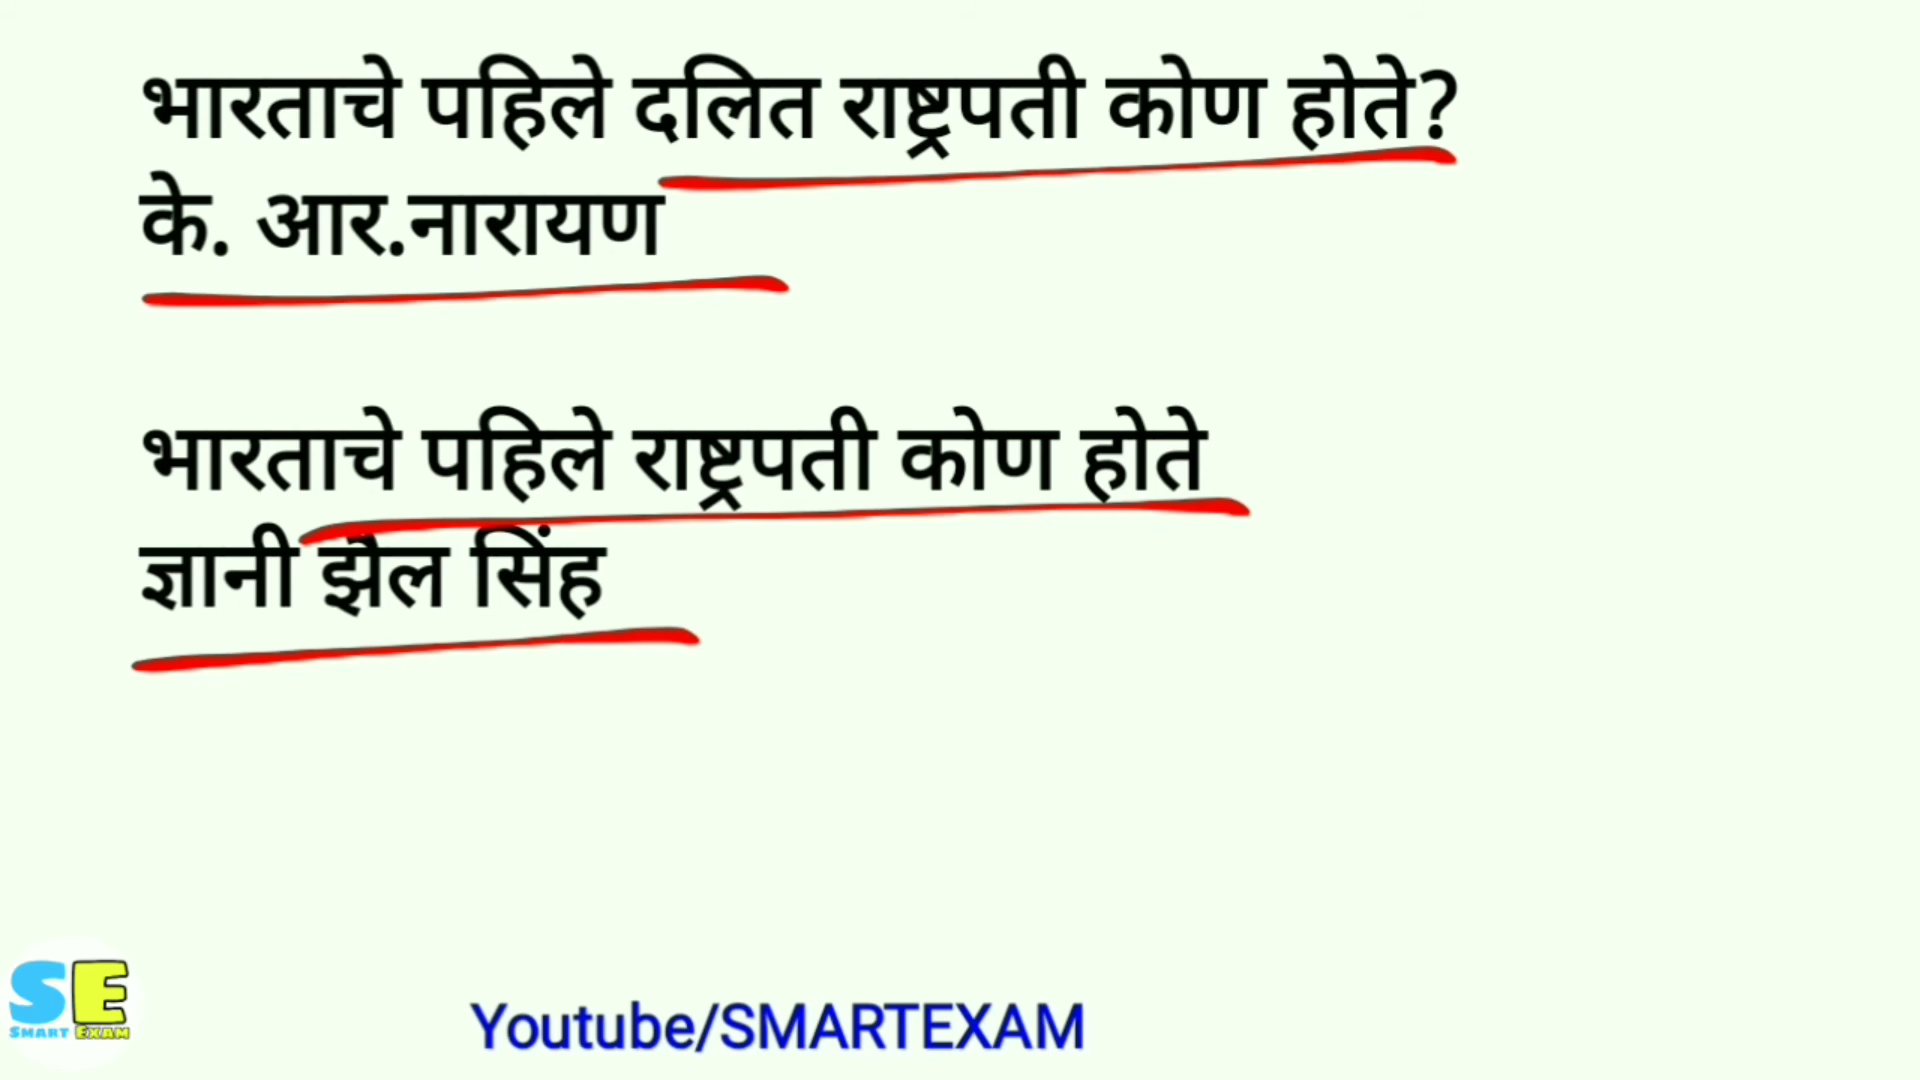 भारताचे पहिले दलित राष्ट्रपती कोण होते?
के. आर.नारायण
भारताचे पहिले राष्ट्रपती कोण होते
ज्ञानी झैल सिंह
SE
SMART EXAM
Youtube/SMARTEXAM